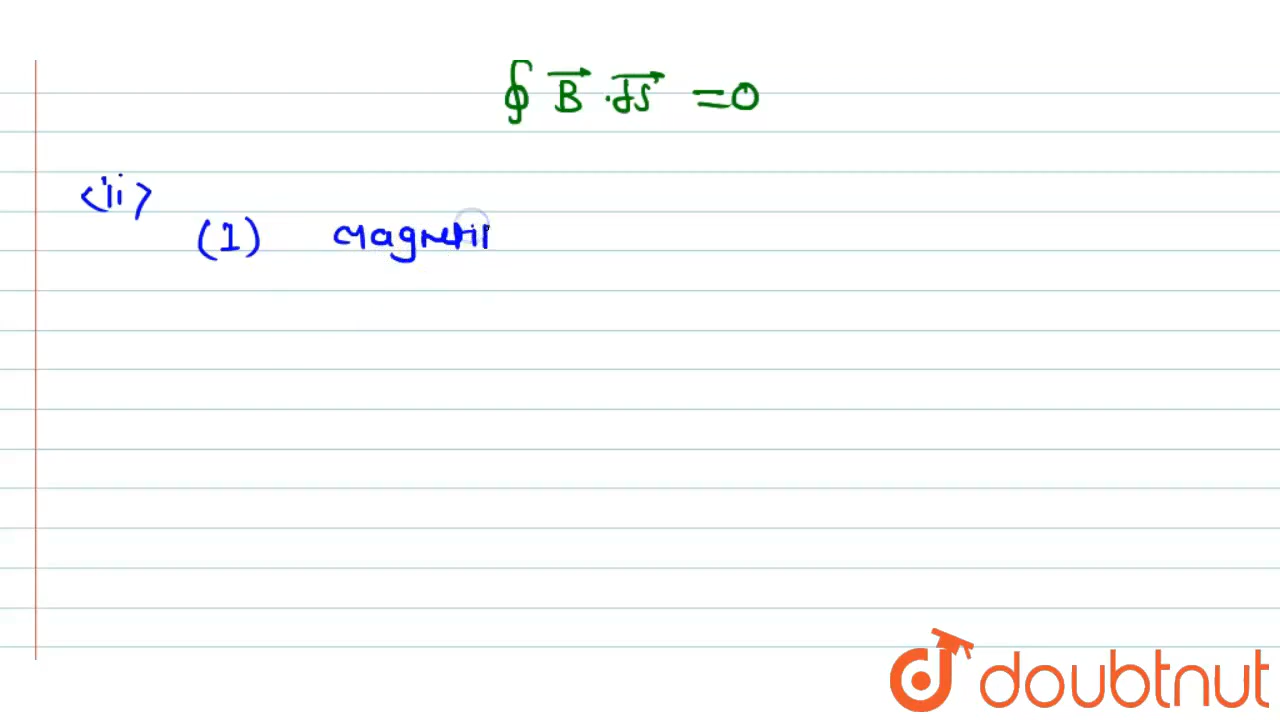 ∮ B⃗ . dS⃗ = 0
<ii>
(1) Magneti
doubtnut